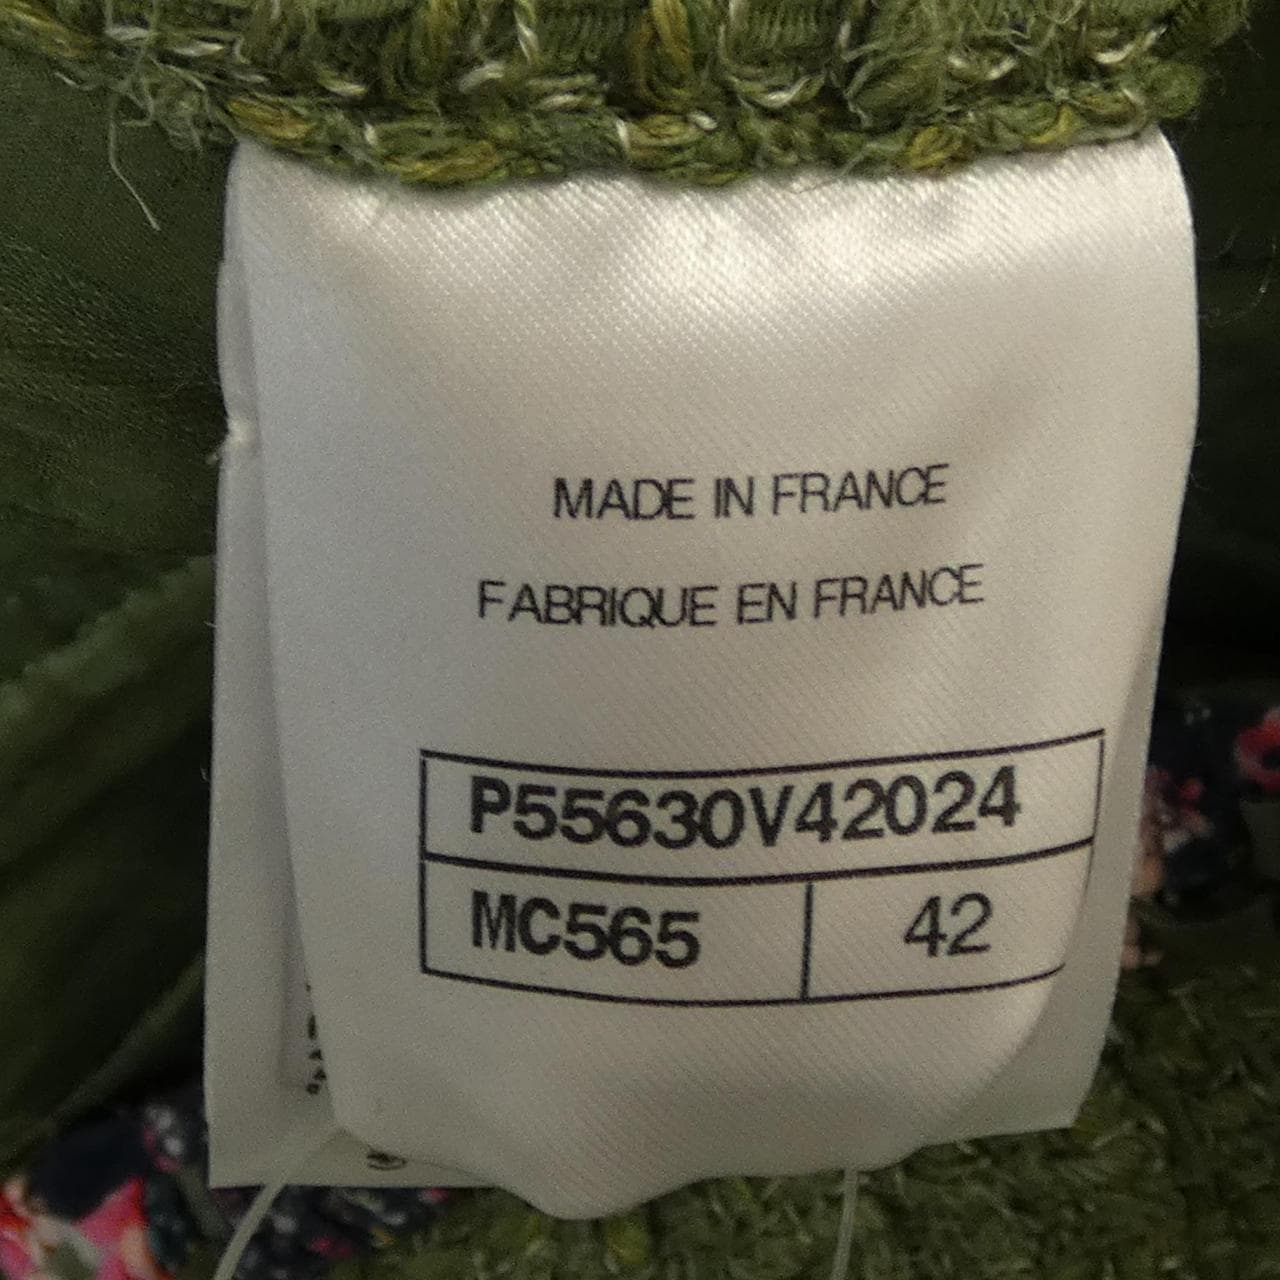 MADE IN FRANCE
FABRIQUE EN FRANCE
P55630V42024
MC565 42